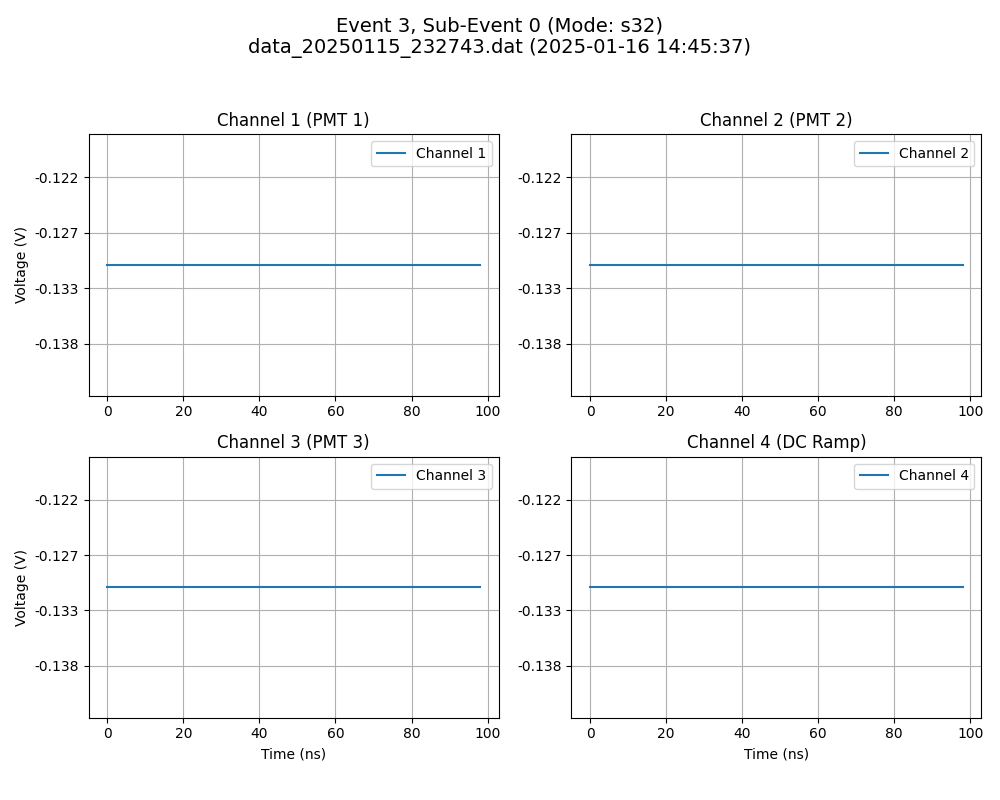 Event 3, Sub-Event 0 (Mode: s32)
data_20250115_232743.dat (2025-01-16 14:45:37)
Channel 1 (PMT 1)
Channel 1
Voltage (V)
-0.122
-0.127
-0.133
-0.138
0 20 40 60 80 100
Channel 2 (PMT 2)
Channel 2
-0.122
-0.127
-0.133
-0.138
0 20 40 60 80 100
Channel 3 (PMT 3)
Channel 3
Voltage (V)
-0.122
-0.127
-0.133
-0.138
0 20 40 60 80 100
Time (ns)
Channel 4 (DC Ramp)
Channel 4
-0.122
-0.127
-0.133
-0.138
0 20 40 60 80 100
Time (ns)